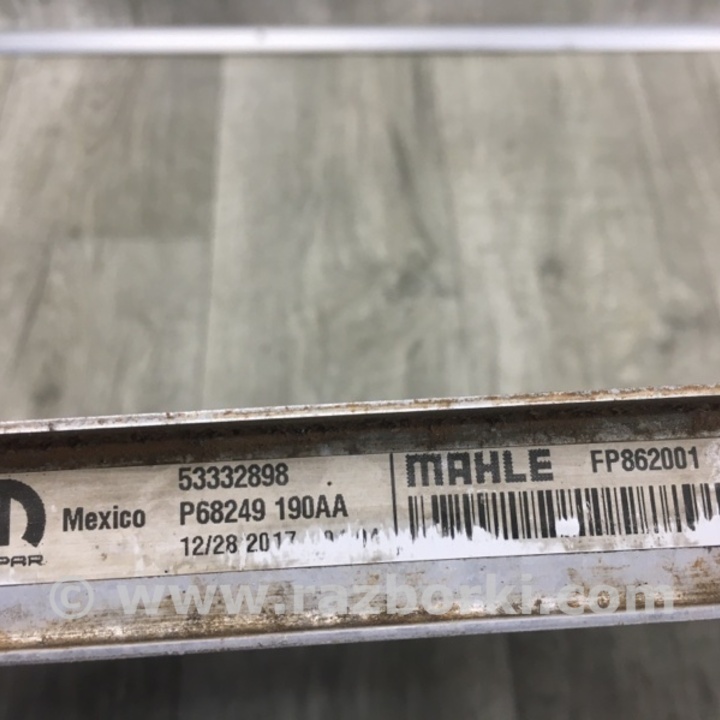 53332898
MAHLE FP862001
Mexico P68249 190AA
12/28 2017
PAR
© www.razborki.com